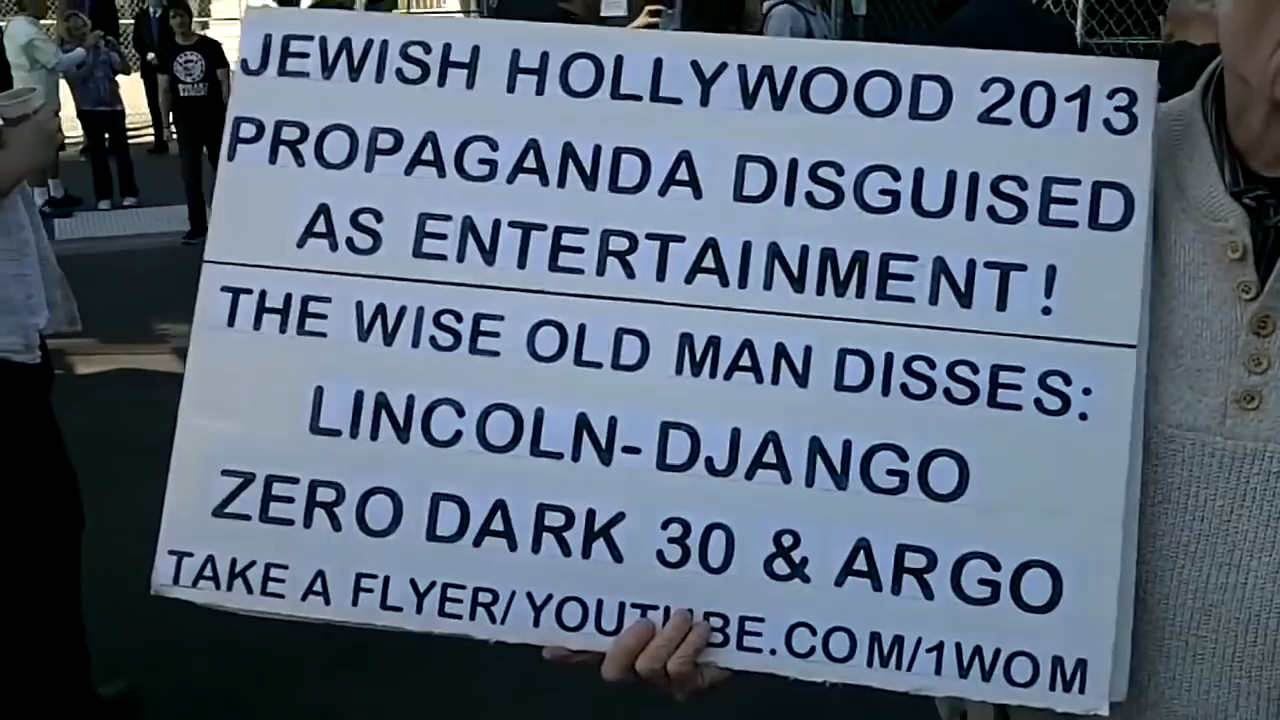 JEWISH HOLLYWOOD 2013
PROPAGANDA DISGUISED
AS ENTERTAINMENT!
THE WISE OLD MAN DISSES:
LINCOLN-DJANGO
ZERO DARK 30 & ARGO
TAKE A FLYER/YOUTUBE.COM/1WOM